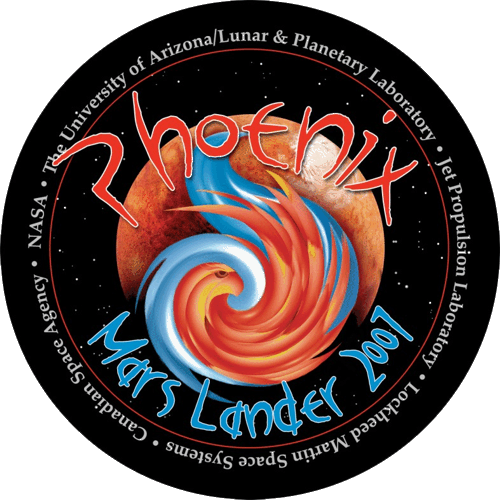 Phoenix
Mars Lander 2007
NASA • The University of Arizona/Lunar & Planetary Laboratory • Jet Propulsion Laboratory • Lockheed Martin Space Systems • Canadian Space Agency •